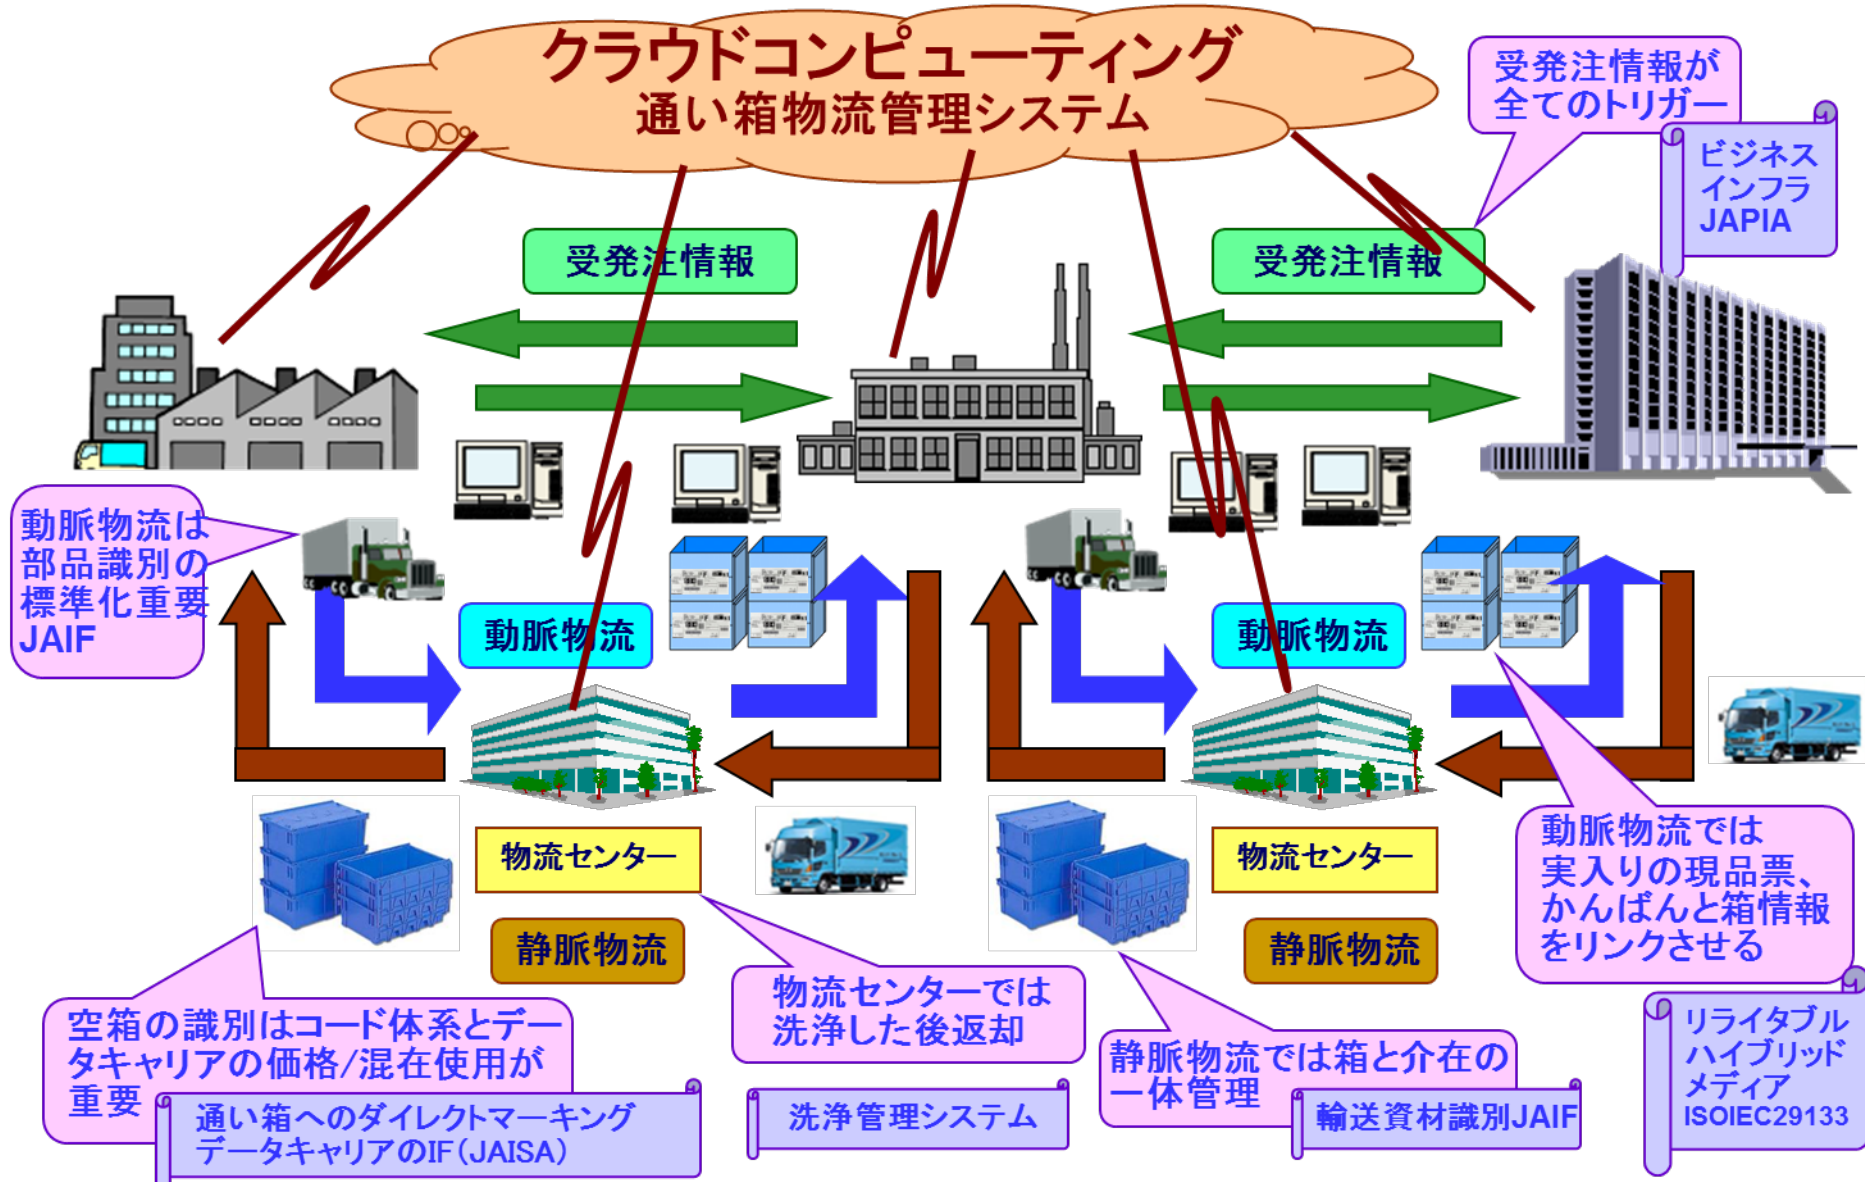 クラウドコンピューティング
通い箱物流管理システム
受発注情報が
全てのトリガー
ビジネス
インフラ
JAPIA
受発注情報
受発注情報
動脈物流は
部品識別の
標準化重要
JAIF
動脈物流
動脈物流
物流センター
物流センター
動脈物流では
実入りの現品票、
かんばんと箱情報
をリンクさせる
静脈物流
静脈物流
空箱の識別はコード体系とデー
タキャリアの価格/混在使用が
重要
物流センターでは
洗浄した後返却
静脈物流では箱と介在の
一体管理
リライタブル
ハイブリッド
メディア
ISOIEC29133
通い箱へのダイレクトマーキング
データキャリアのIF(JAISA)
洗浄管理システム
輸送資材識別JAIF